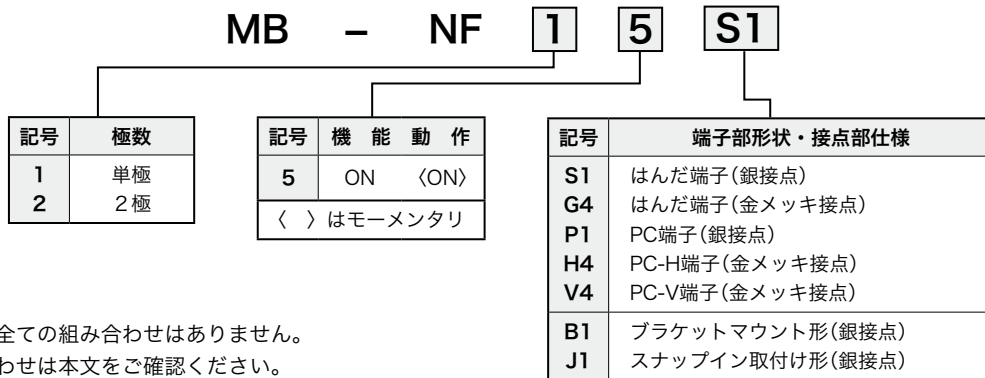 MB － NF 1 5 S1
記号 極数
1 単極
2 2極
記号 機 能 動 作
5 ON 〈ON〉
〈 〉はモーメンタリ
記号 端子部形状・接点部仕様
S1 はんだ端子(銀接点)
G4 はんだ端子(金メッキ接点)
P1 PC端子(銀接点)
H4 PC-H端子(金メッキ接点)
V4 PC-V端子(金メッキ接点)
B1 ブラケットマウント形(銀接点)
J1 スナップイン取付け形(銀接点)
全ての組み合わせはありません。
わせは本文をご確認ください。